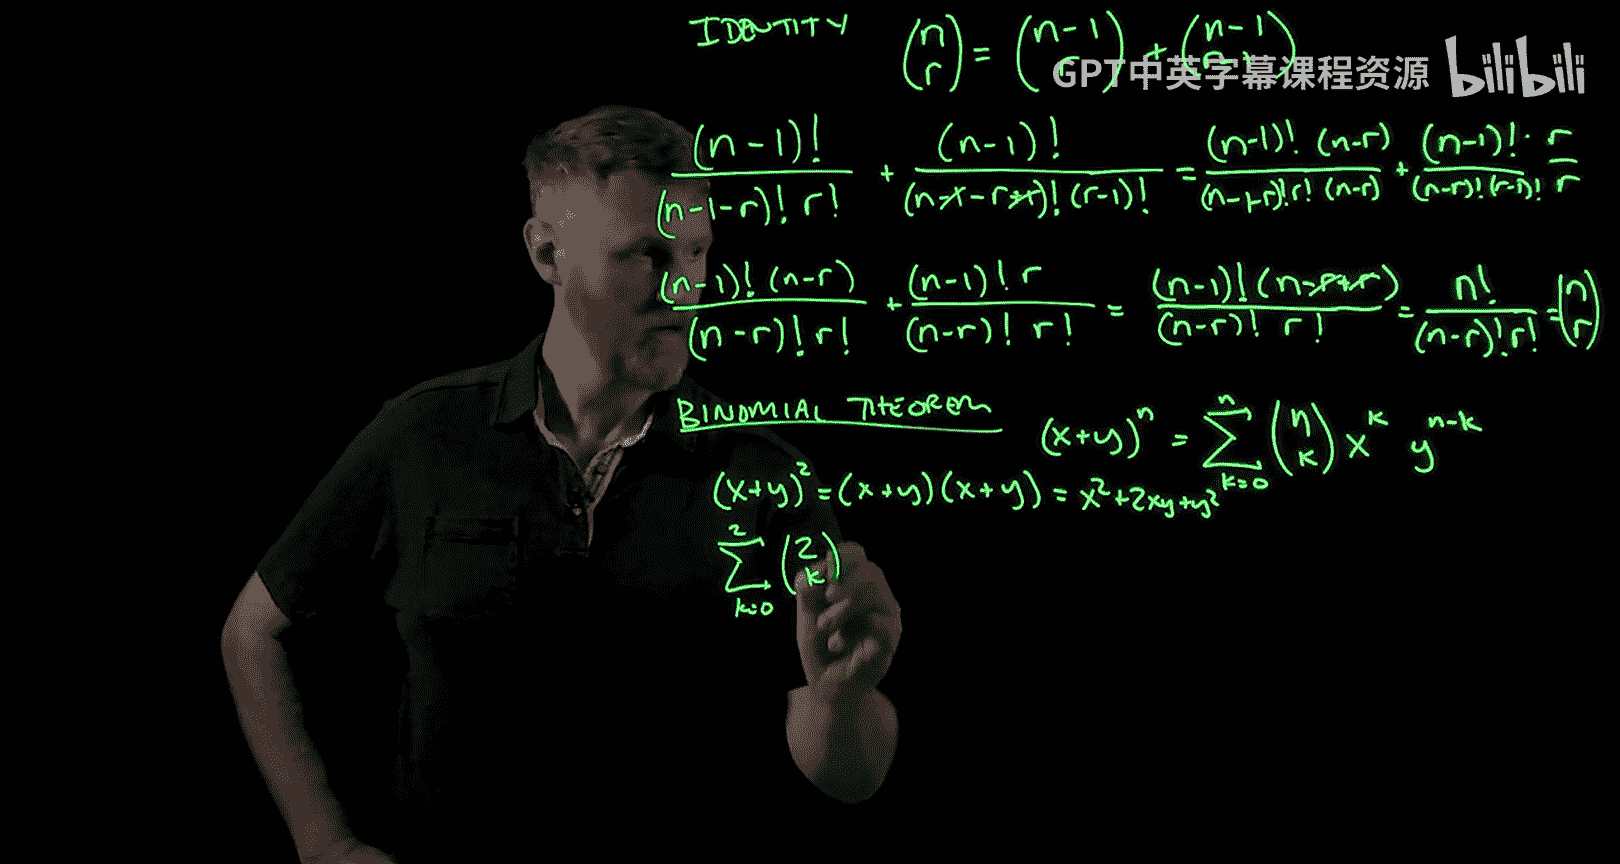 IDENTITY (n r) = (n-1 r) + (n-1
GPT中英字幕课程资源 bilibili
(n-1)!/(n-1-r)! r! + (n-1)!/(n-1-r+1)! (r-1)! = (n-1)! (n-r)/(n-1-r)! r! (n-r) + (n-1)! · r/(n-r)! (r-1)! r
(n-1)! (n-r)/(n-r)! r! + (n-1)! r/(n-r)! r! = (n-1)! (n-r+r)/(n-r)! r! = n!/(n-r)! r! = (n r)
BINOMIAL THEOREM (x+y)^n = ∑_{k=0}^{n} (n k) x^k y^{n-k}
(x+y)^2 = (x+y)(x+y) = x^2+2xy+y^2
∑_{k=0}^{2} (2 k)